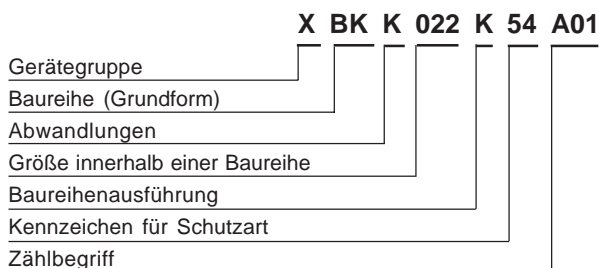 X BK K 022 K 54 A01
Gerätegruppe
Baureihe (Grundform)
Abwandlungen
Größe innerhalb einer Baureihe
Baureihenausführung
Kennzeichen für Schutzart
Zählbegriff